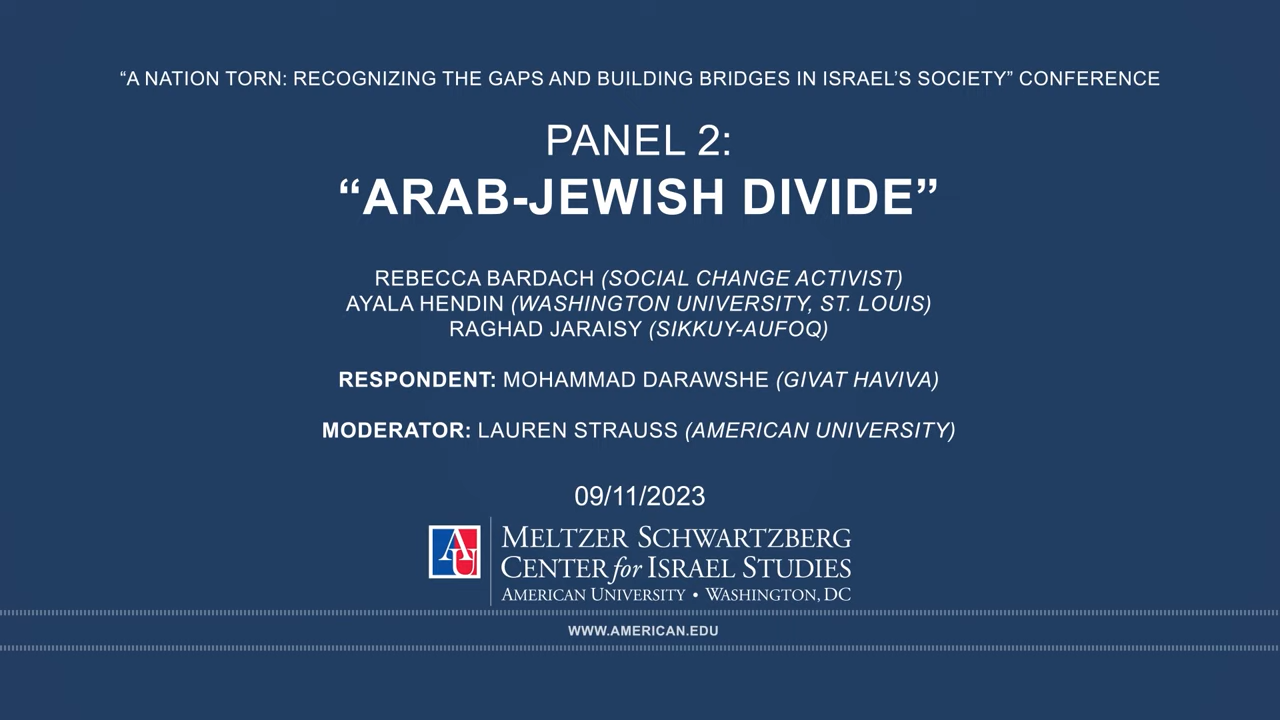 “A NATION TORN: RECOGNIZING THE GAPS AND BUILDING BRIDGES IN ISRAEL’S SOCIETY” CONFERENCE
PANEL 2:
“ARAB-JEWISH DIVIDE”
REBECCA BARDACH (SOCIAL CHANGE ACTIVIST)
AYALA HENDIN (WASHINGTON UNIVERSITY, ST. LOUIS)
RAGHAD JARAISY (SIKKUY-AUFOQ)
RESPONDENT: MOHAMMAD DARAWSHE (GIVAT HAVIVA)
MODERATOR: LAUREN STRAUSS (AMERICAN UNIVERSITY)
09/11/2023
AU
MELTZER SCHWARTZBERG
CENTER for ISRAEL STUDIES
AMERICAN UNIVERSITY • WASHINGTON, DC
WWW.AMERICAN.EDU